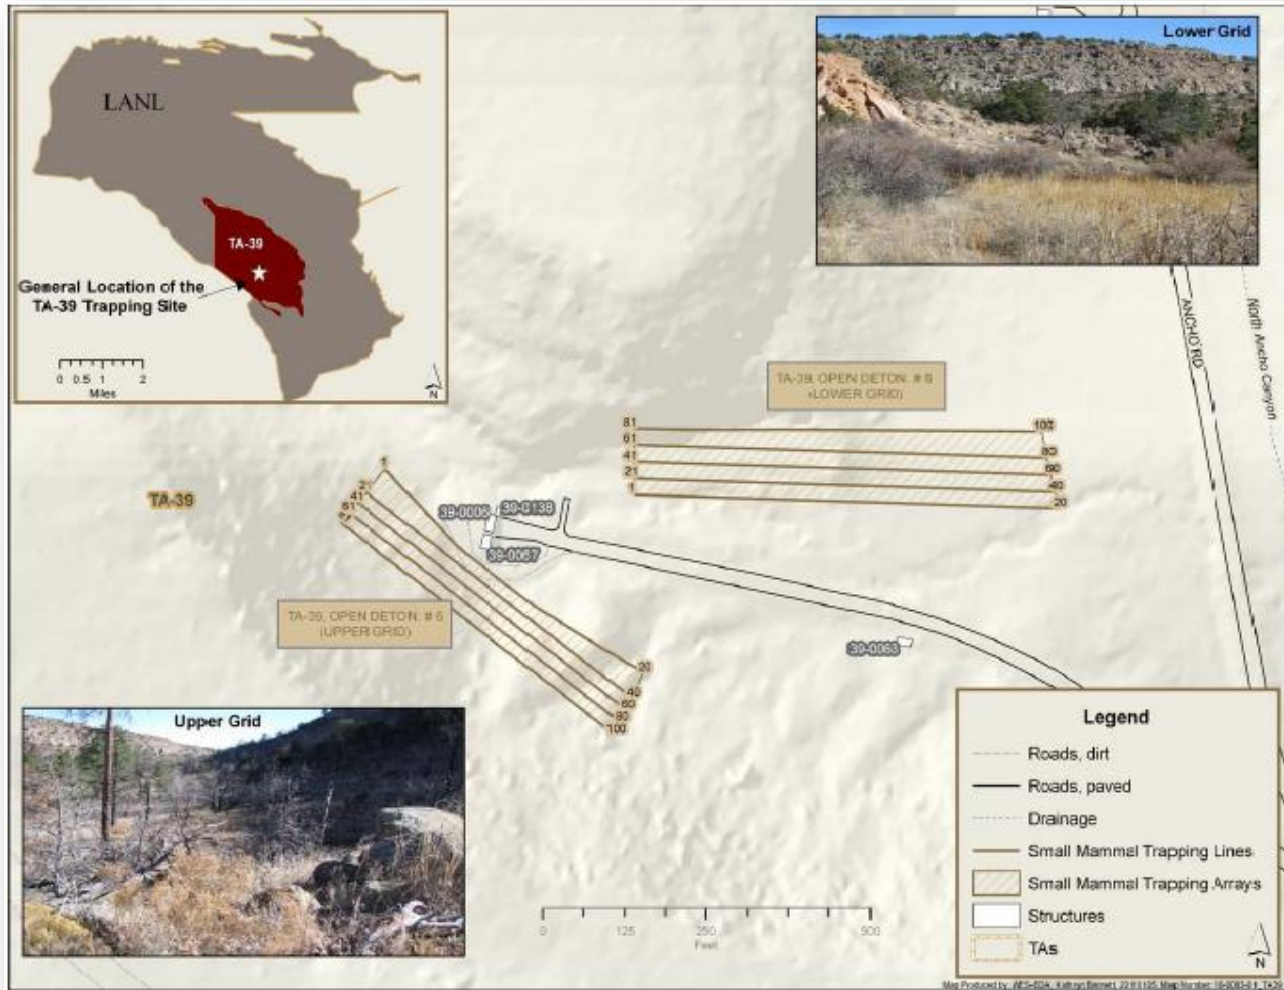 LANL
TA-39
General Location of the
TA-39 Trapping Site
0 0.5 1 2
Miles
N
Lower Grid
ANCHO RD
North Ancho Canyon
TA-39, OPEN DETON. # 6
(LOWER GRID)
81
61
41
21
1
100
80
60
40
20
TA-39
1
21
41
61
39-0006
39-0138
39-0057
TA-39, OPEN DETON. # 6
(UPPER GRID)
39-0063
20
40
60
80
100
Upper Grid
0 125 250 500
Feet
Legend
Roads, dirt
Roads, paved
Drainage
Small Mammal Trapping Lines
Small Mammal Trapping Arrays
Structures
TAs
N